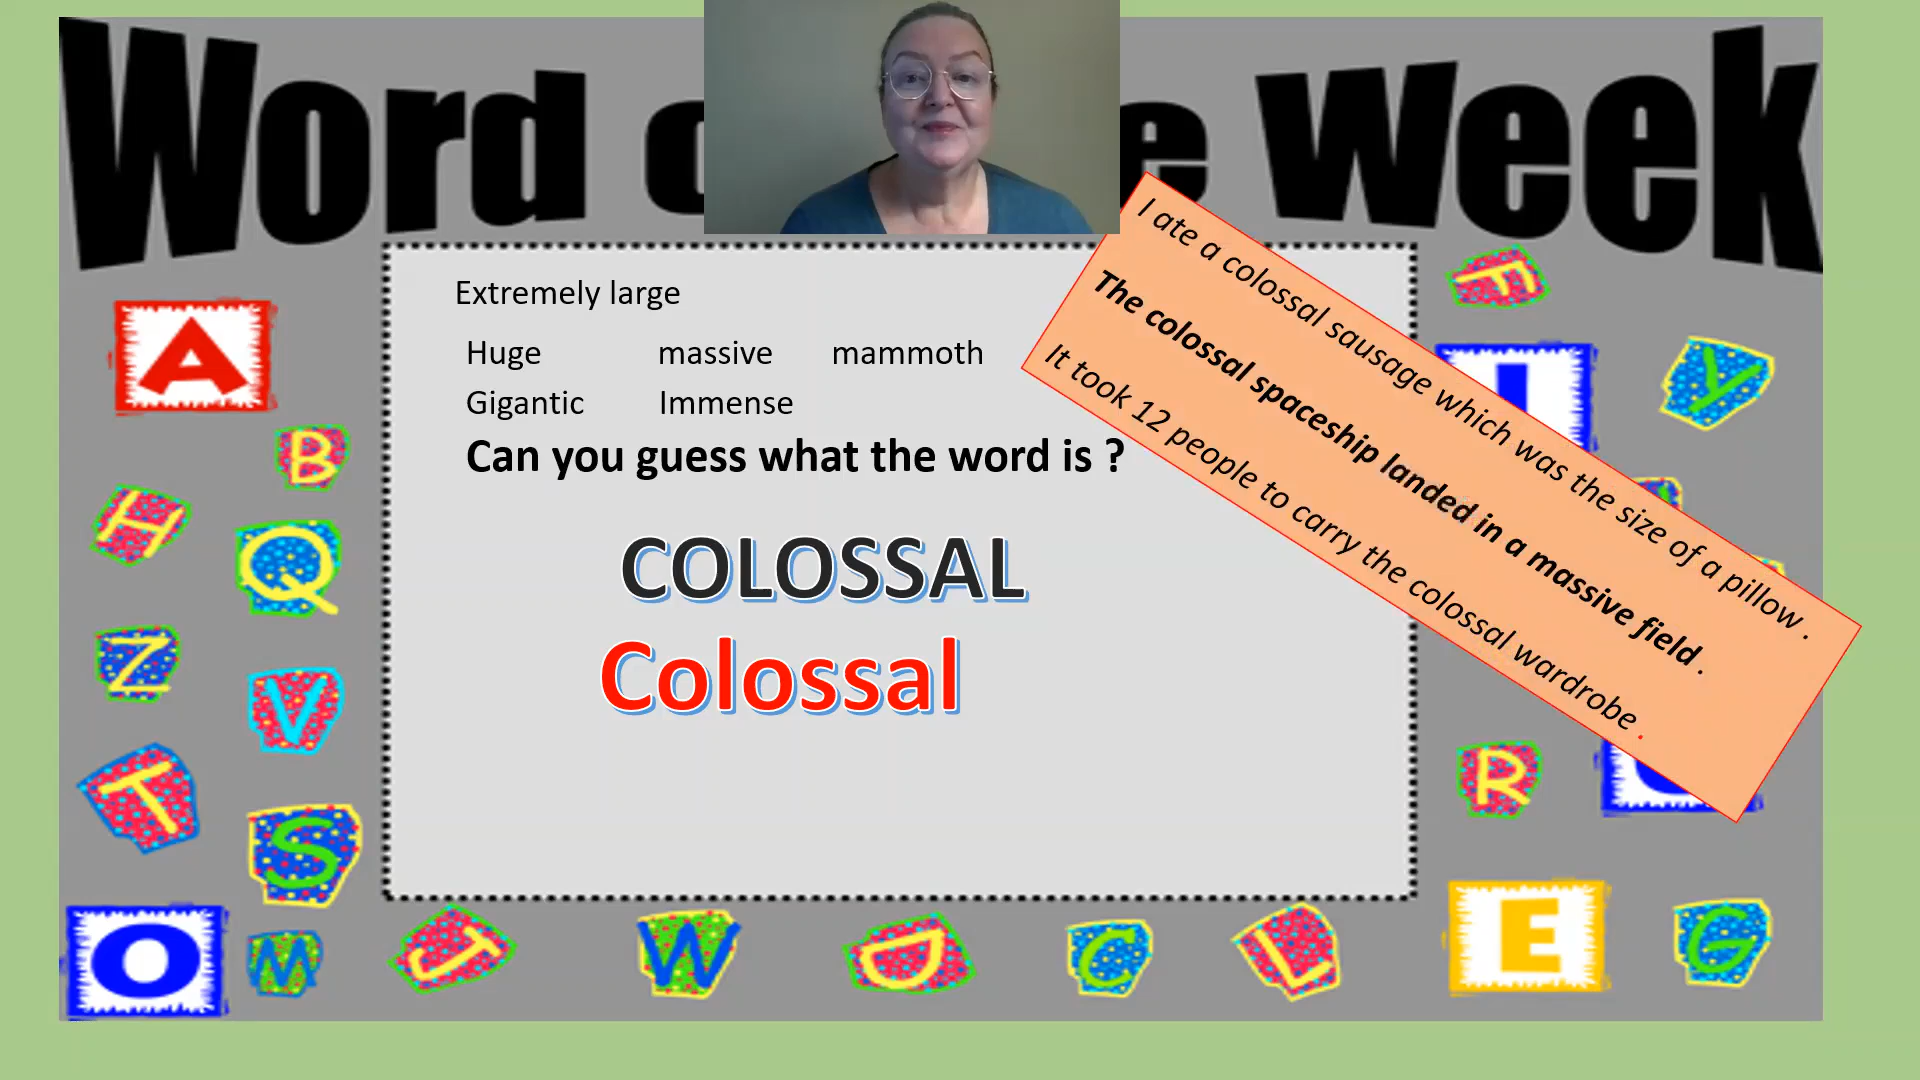 Word o e Week
Extremely large
Huge massive mammoth
Gigantic Immense
Can you guess what the word is ?
COLOSSAL
Colossal
I ate a colossal sausage which was the size of a pillow .
The colossal spaceship landed in a massive field .
It took 12 people to carry the colossal wardrobe .
A
B
H
Q
Z
V
T
S
O
M
J
W
D
C
L
E
G
R
F
Y